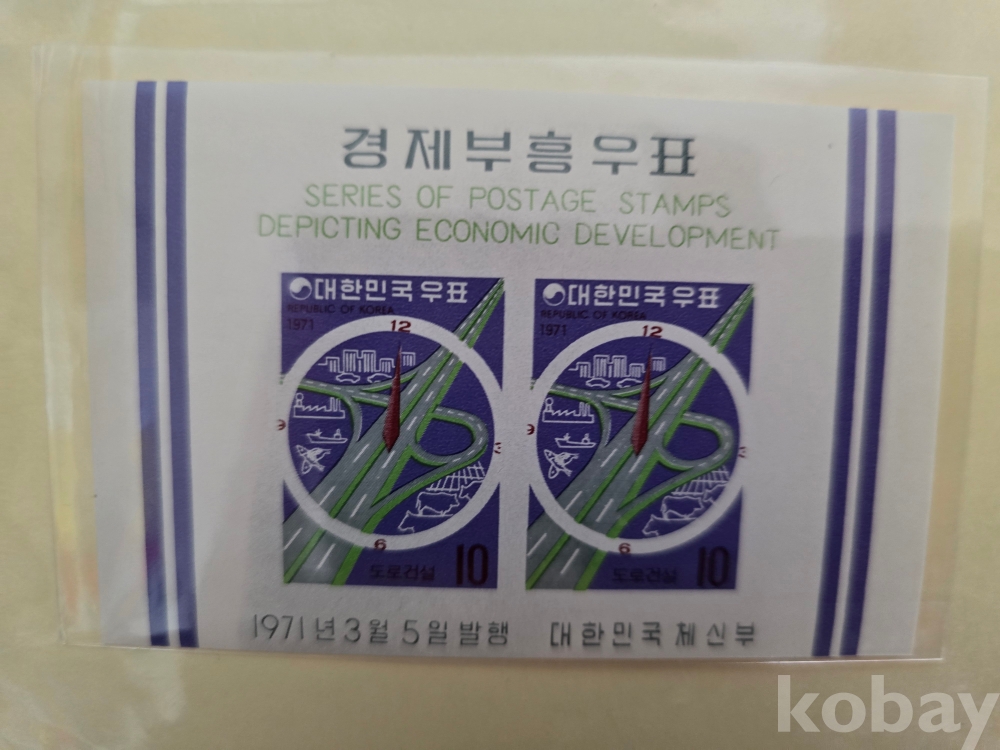 경제부흥우표
SERIES OF POSTAGE STAMPS
DEPICTING ECONOMIC DEVELOPMENT
대한민국우표
REPUBLIC OF KOREA
1971
12
9
3
6
도로건설
10
대한민국우표
REPUBLIC OF KOREA
1971
12
9
3
6
도로건설
10
1971년 3월 5일 발행 대한민국체신부
kobay